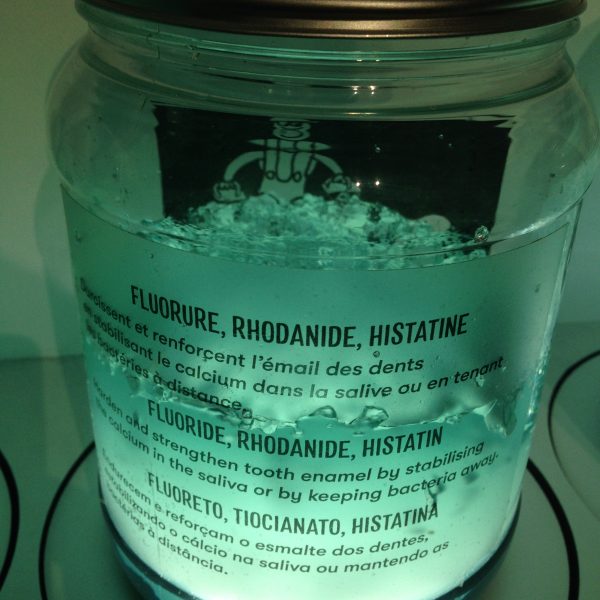 FLUORURE, RHODANIDE, HISTATINE
Durcissent et renforcent l'émail des dents
en stabilisant le calcium dans la salive ou en tenant
les bactéries à distance.
FLUORIDE, RHODANIDE, HISTATIN
Harden and strengthen tooth enamel by stabilising
the calcium in the saliva or by keeping bacteria away.
FLUORETO, TIOCIANATO, HISTATINA
Endurecem e reforçam o esmalte dos dentes,
estabilizando o cálcio na saliva ou mantendo as
bactérias à distância.